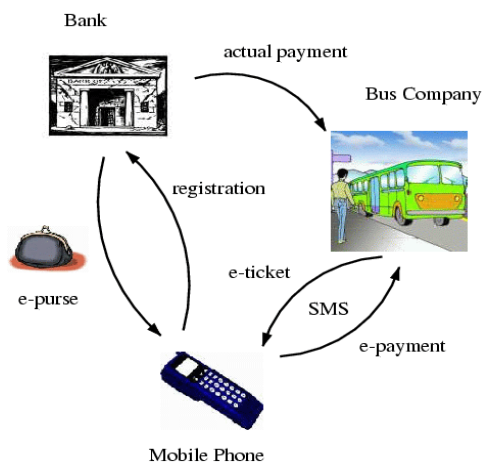 Bank
actual payment
Bus Company
registration
e-ticket
e-purse
SMS
e-payment
Mobile Phone